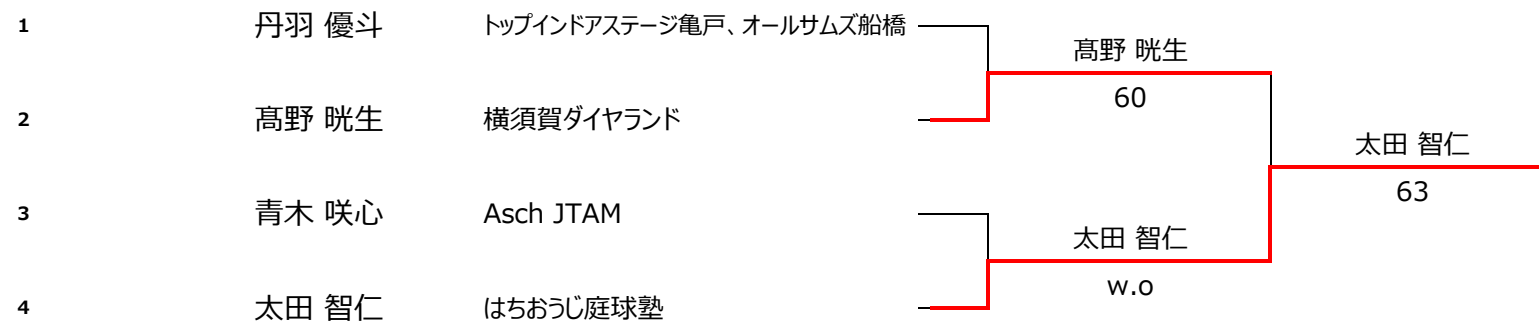 1 丹羽 優斗 トップインドアステージ亀戸、オールサムズ船橋
髙野 晄生
60
2 髙野 晄生 横須賀ダイヤランド
太田 智仁
63
3 青木 咲心 Asch JTAM
太田 智仁
w.o
4 太田 智仁 はちおうじ庭球塾